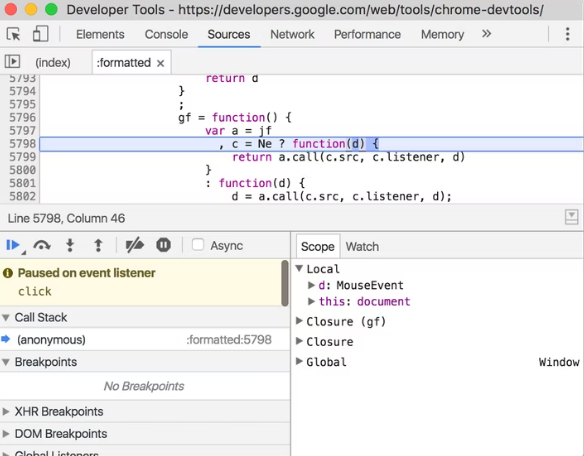 Developer Tools - https://developers.google.com/web/tools/chrome-devtools/
Elements Console Sources Network Performance Memory »
(index) :formatted ×
5793 return d
5794 }
5795 ;
5796 gf = function() {
5797 var a = jf
5798 , c = Ne ? function(d) {
5799 return a.call(c.src, c.listener, d)
5800 }
5801 : function(d) {
5802 d = a.call(c.src, c.listener, d);
Line 5798, Column 46
Async
Paused on event listener
click
Call Stack
(anonymous) :formatted:5798
Breakpoints
No Breakpoints
XHR Breakpoints
DOM Breakpoints
Global Listeners
Scope Watch
Local
d: MouseEvent
this: document
Closure (gf)
Closure
Global Window